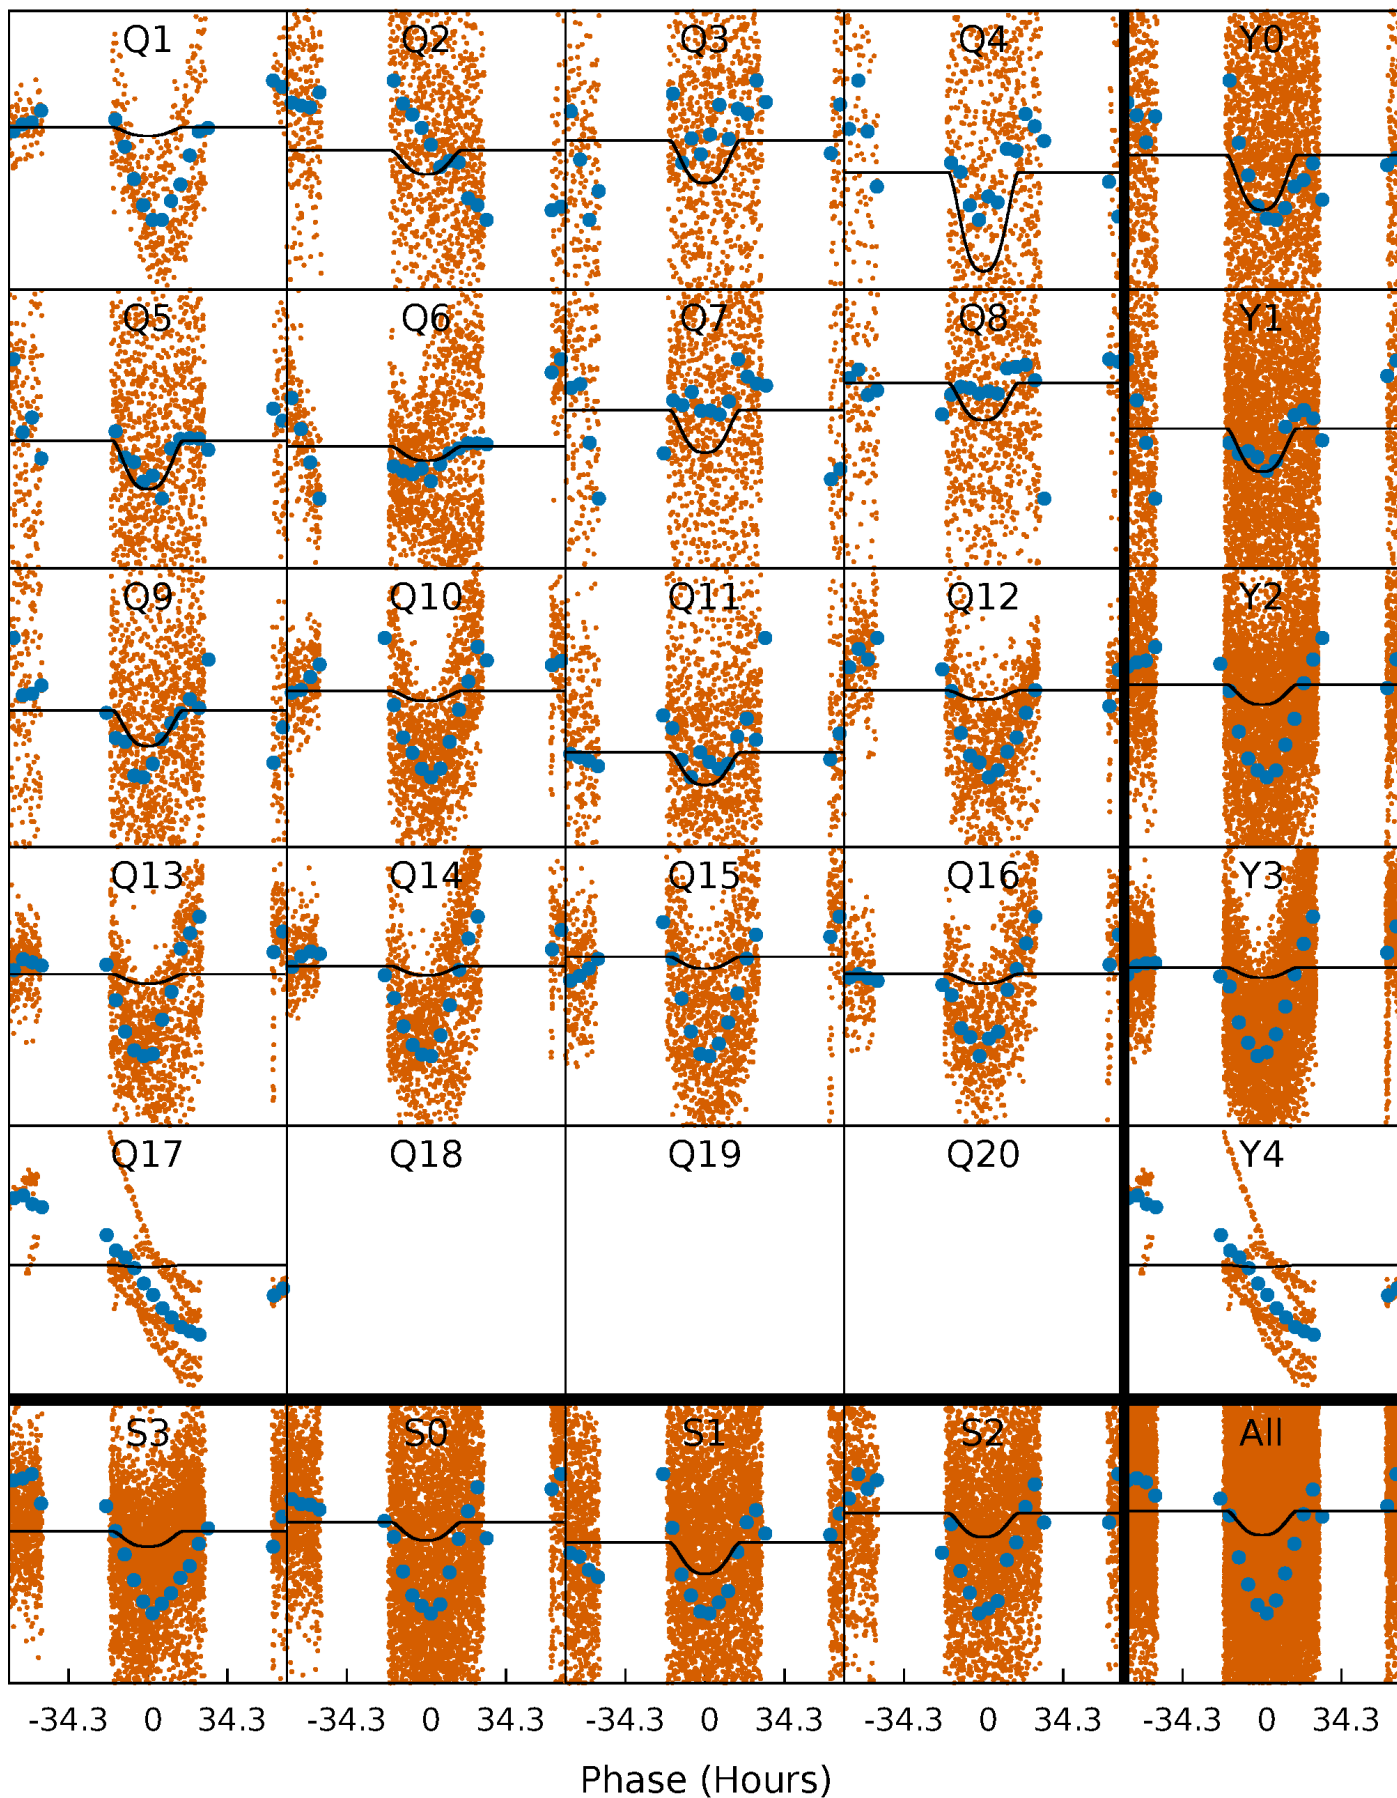 Q1 Q2 Q3 Q4 Y0
Q5 Q6 Q7 Q8 Y1
Q9 Q10 Q11 Q12 Y2
Q13 Q14 Q15 Q16 Y3
Q17 Q18 Q19 Q20 Y4
S3 S0 S1 S2 All
-34.3 0 34.3 -34.3 0 34.3 -34.3 0 34.3 -34.3 0 34.3 -34.3 0 34.3
Phase (Hours)